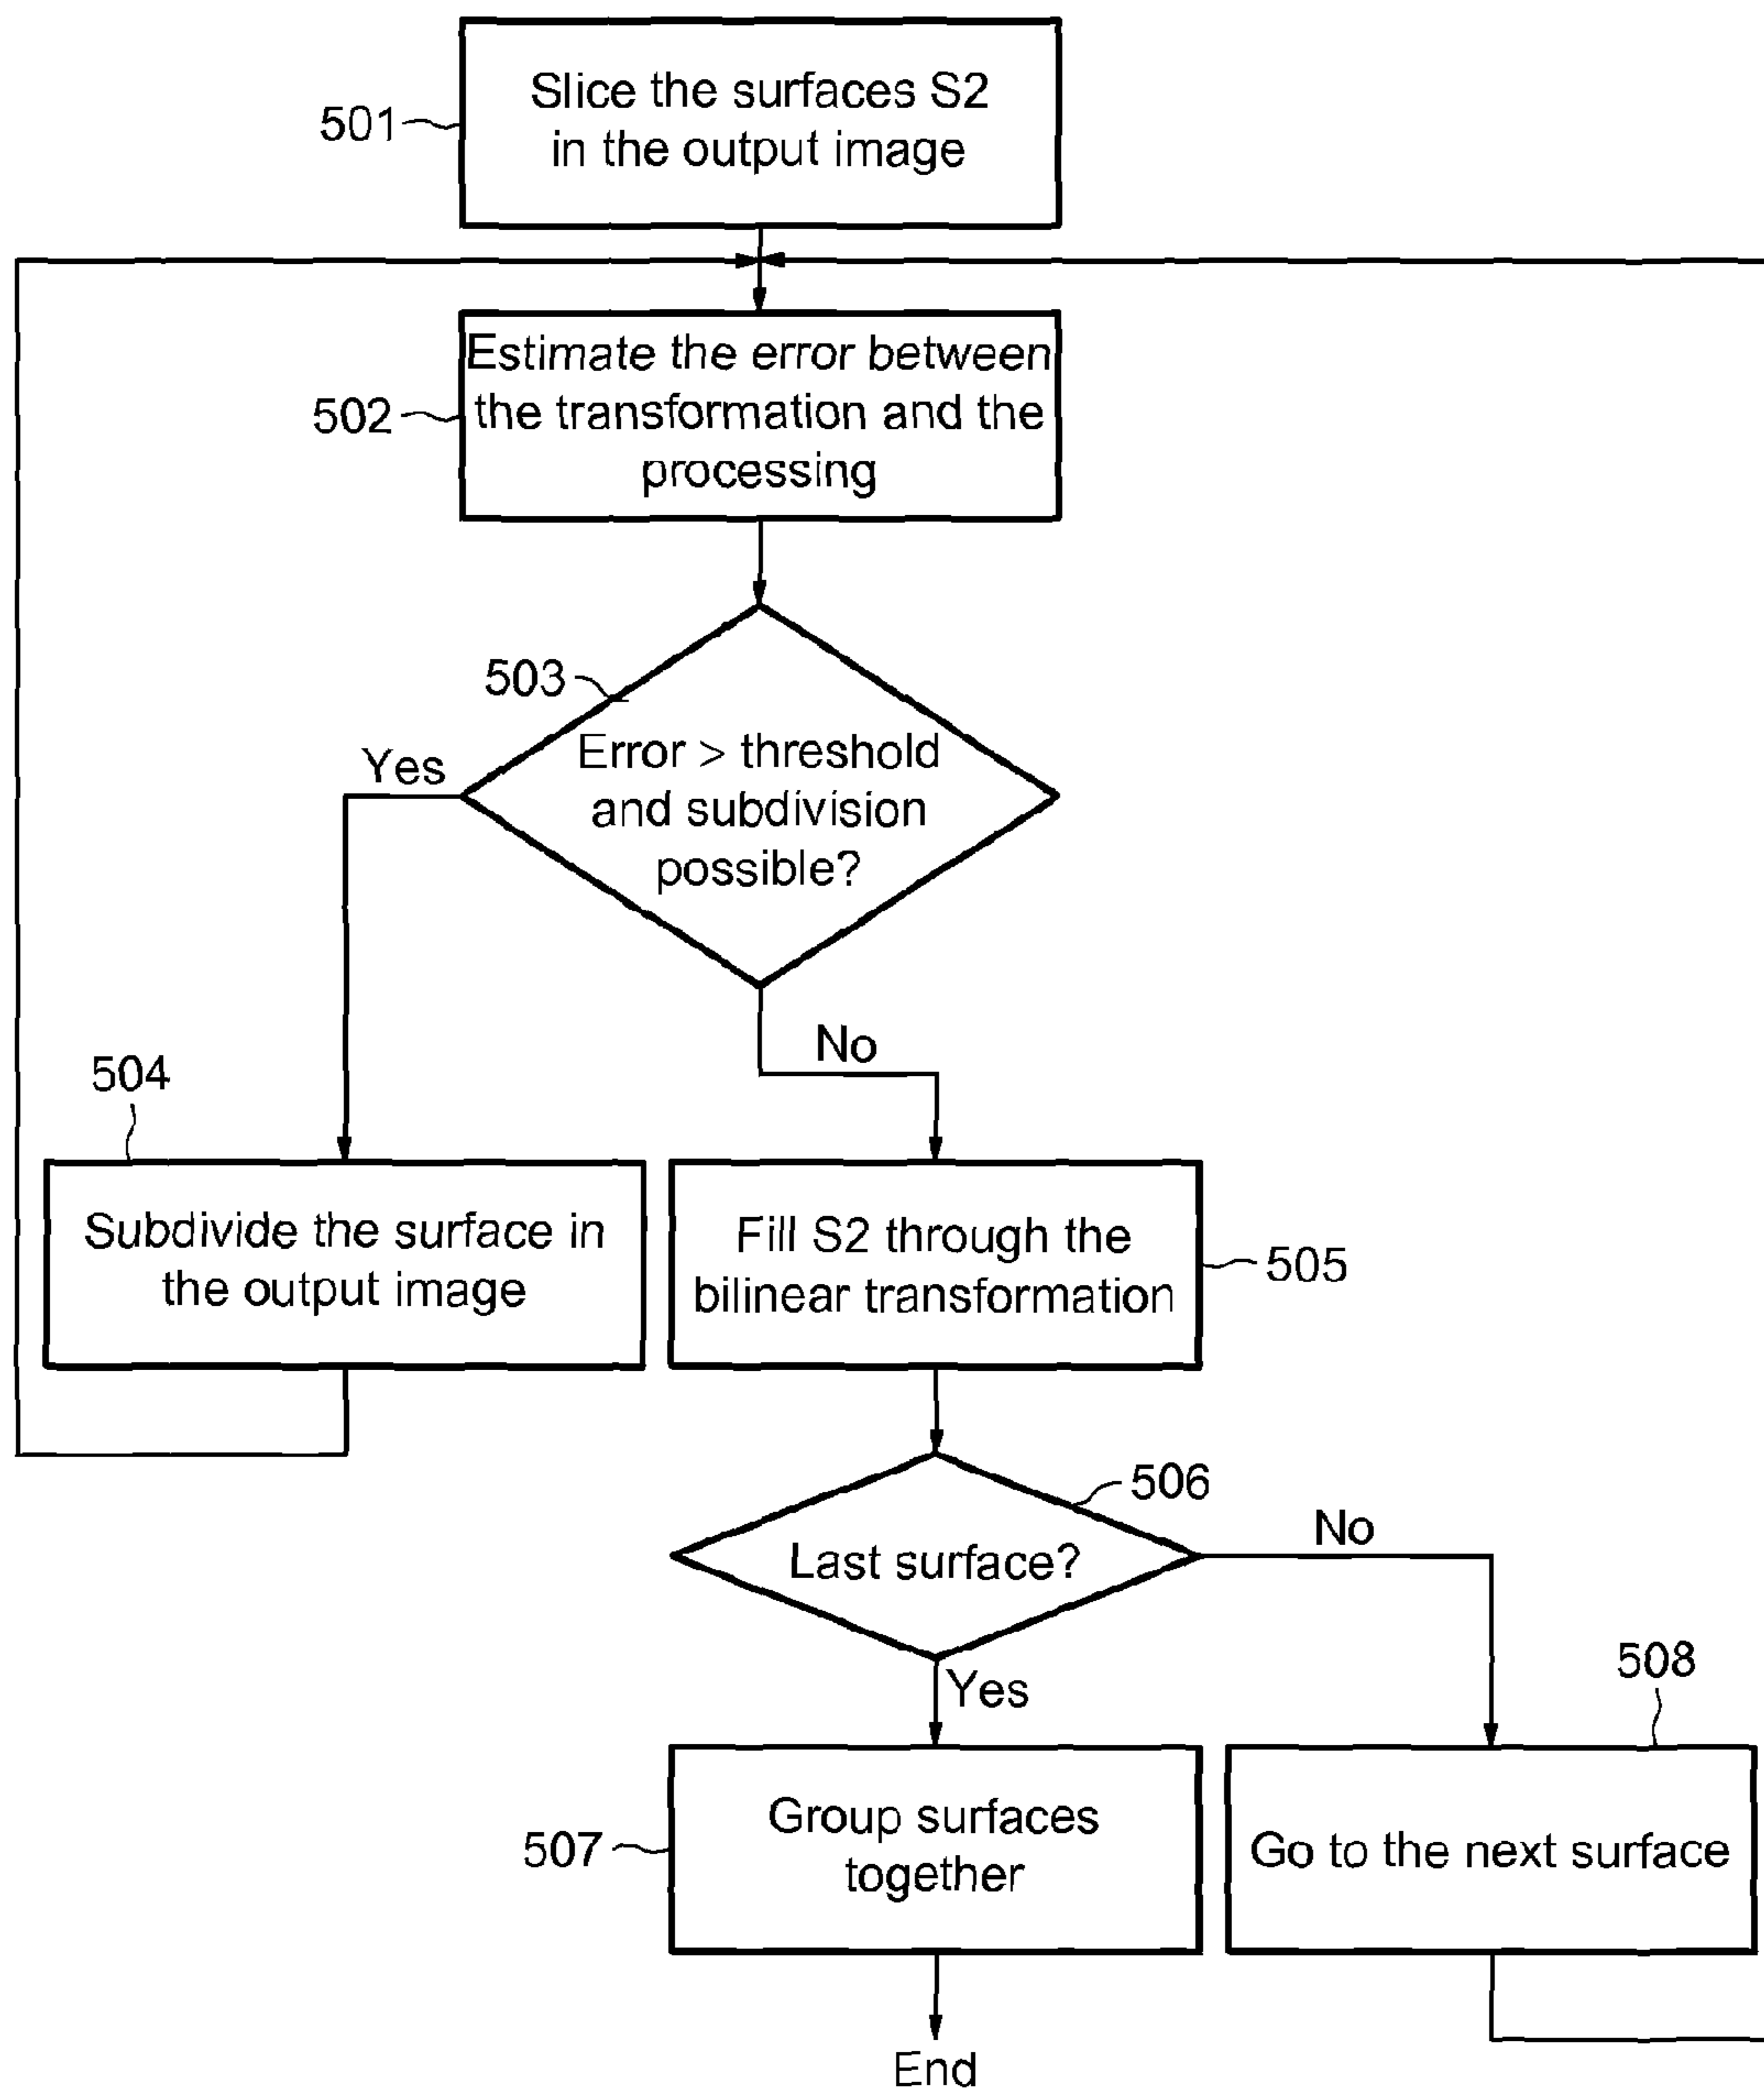 501
Slice the surfaces S2
in the output image
502
Estimate the error between
the transformation and the
processing
503
Error > threshold
and subdivision
possible?
Yes
No
504
Subdivide the surface in
the output image
Fill S2 through the
bilinear transformation
505
506
Last surface?
No
Yes
508
507
Group surfaces
together
Go to the next surface
End